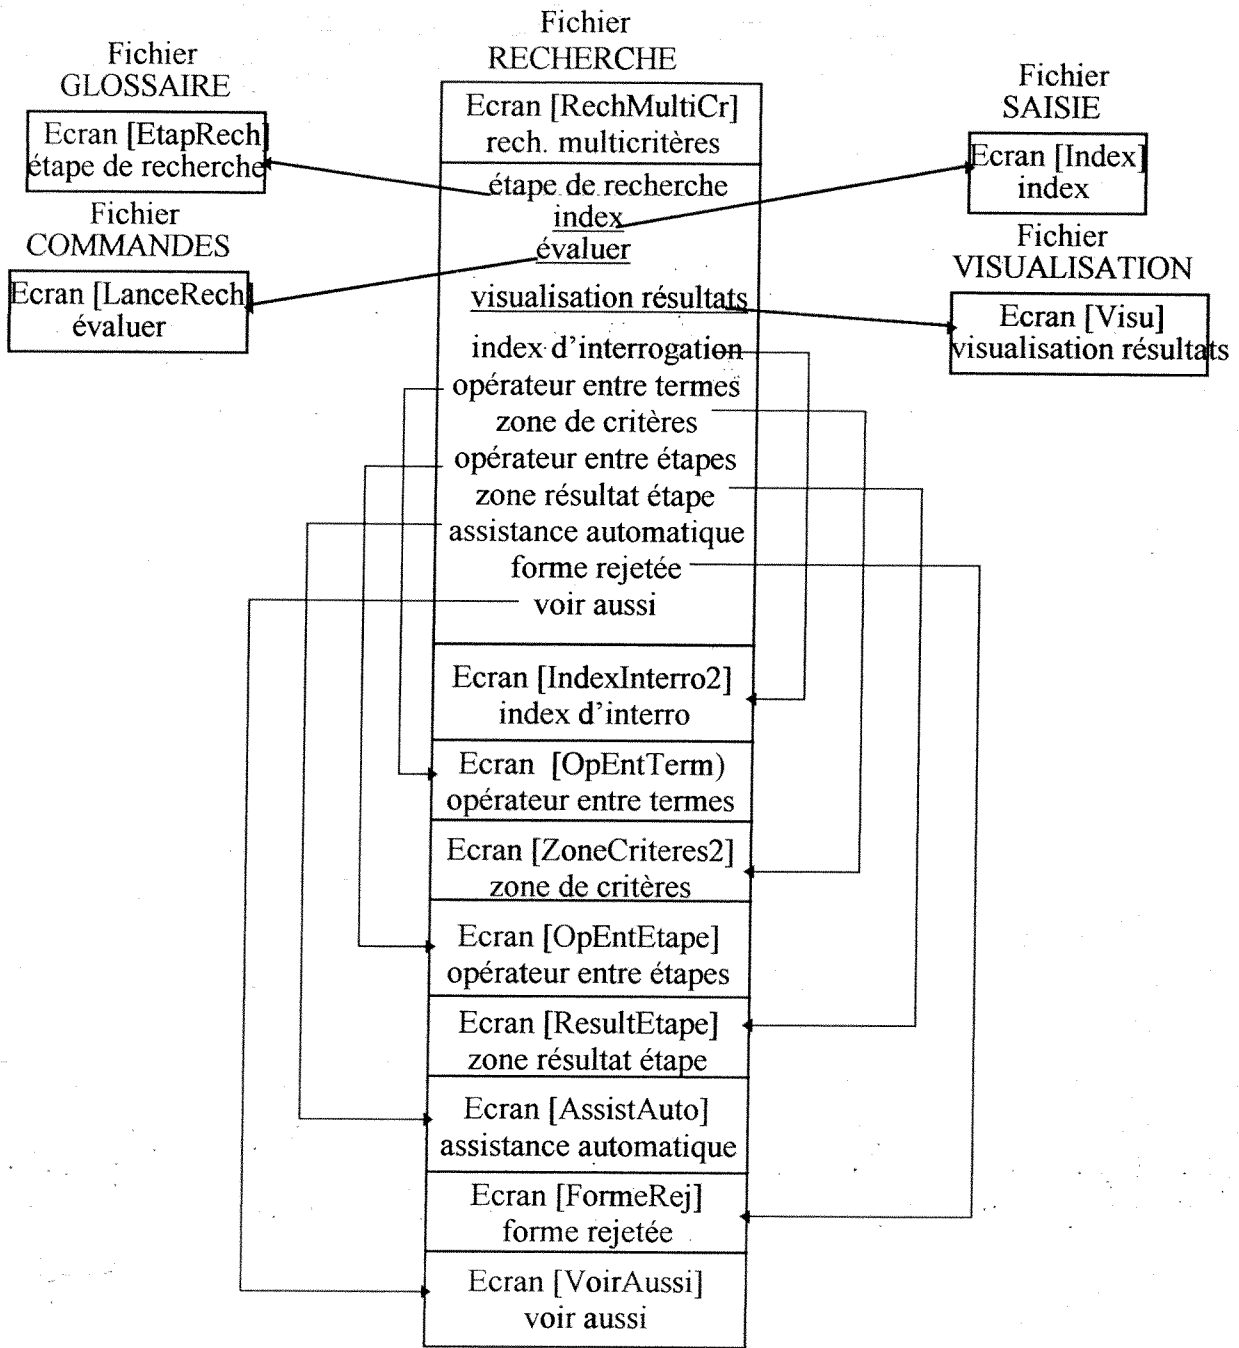 Fichier
GLOSSAIRE
Ecran [EtapRech]
étape de recherche
Fichier
COMMANDES
Ecran [LanceRech]
évaluer
Fichier
RECHERCHE
Ecran [RechMultiCr]
rech. multicritères
étape de recherche
index
évaluer
visualisation résultats
index d'interrogation
opérateur entre termes
zone de critères
opérateur entre étapes
zone résultat étape
assistance automatique
forme rejetée
voir aussi
Ecran [IndexInterro2]
index d'interro
Ecran [OpEntTerm)
opérateur entre termes
Ecran [ZoneCriteres2]
zone de critères
Ecran [OpEntEtape]
opérateur entre étapes
Ecran [ResultEtape]
zone résultat étape
Ecran [AssistAuto]
assistance automatique
Ecran [FormeRej]
forme rejetée
Ecran [VoirAussi]
voir aussi
Fichier
SAISIE
Ecran [Index]
index
Fichier
VISUALISATION
Ecran [Visu]
visualisation résultats